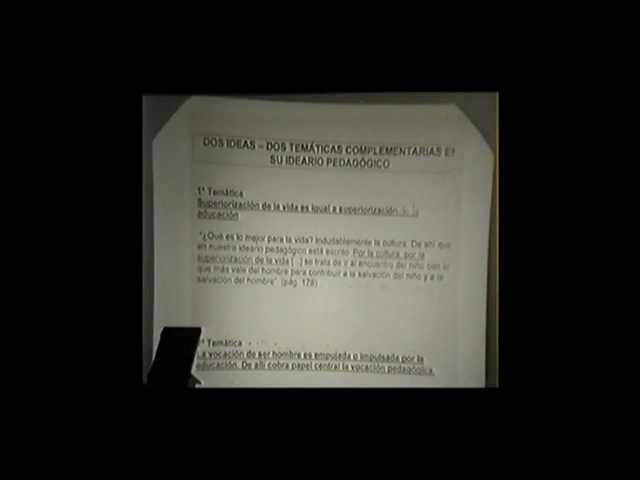 DOS IDEAS – DOS TEMÁTICAS COMPLEMENTARIAS E
SU IDEARIO PEDAGÓGICO
1ª Temática
Superiorización de la vida es igual a superiorización
educación
"¿Qué es lo mejor para la vida? Indudablemente la cultura. De ahí que
en nuestro ideario pedagógico está escrito: Por la cultura, por la
superiorización de la vida [...] se trata de ir al encuentro del niño con lo
que más vale del hombre para contribuir a la salvación del niño y a la
salvación del hombre". (pág. 178)
2ª Temática
La vocación de ser hombre es empujada o impulsada por la
educación. De allí cobra papel central la vocación pedagógica.